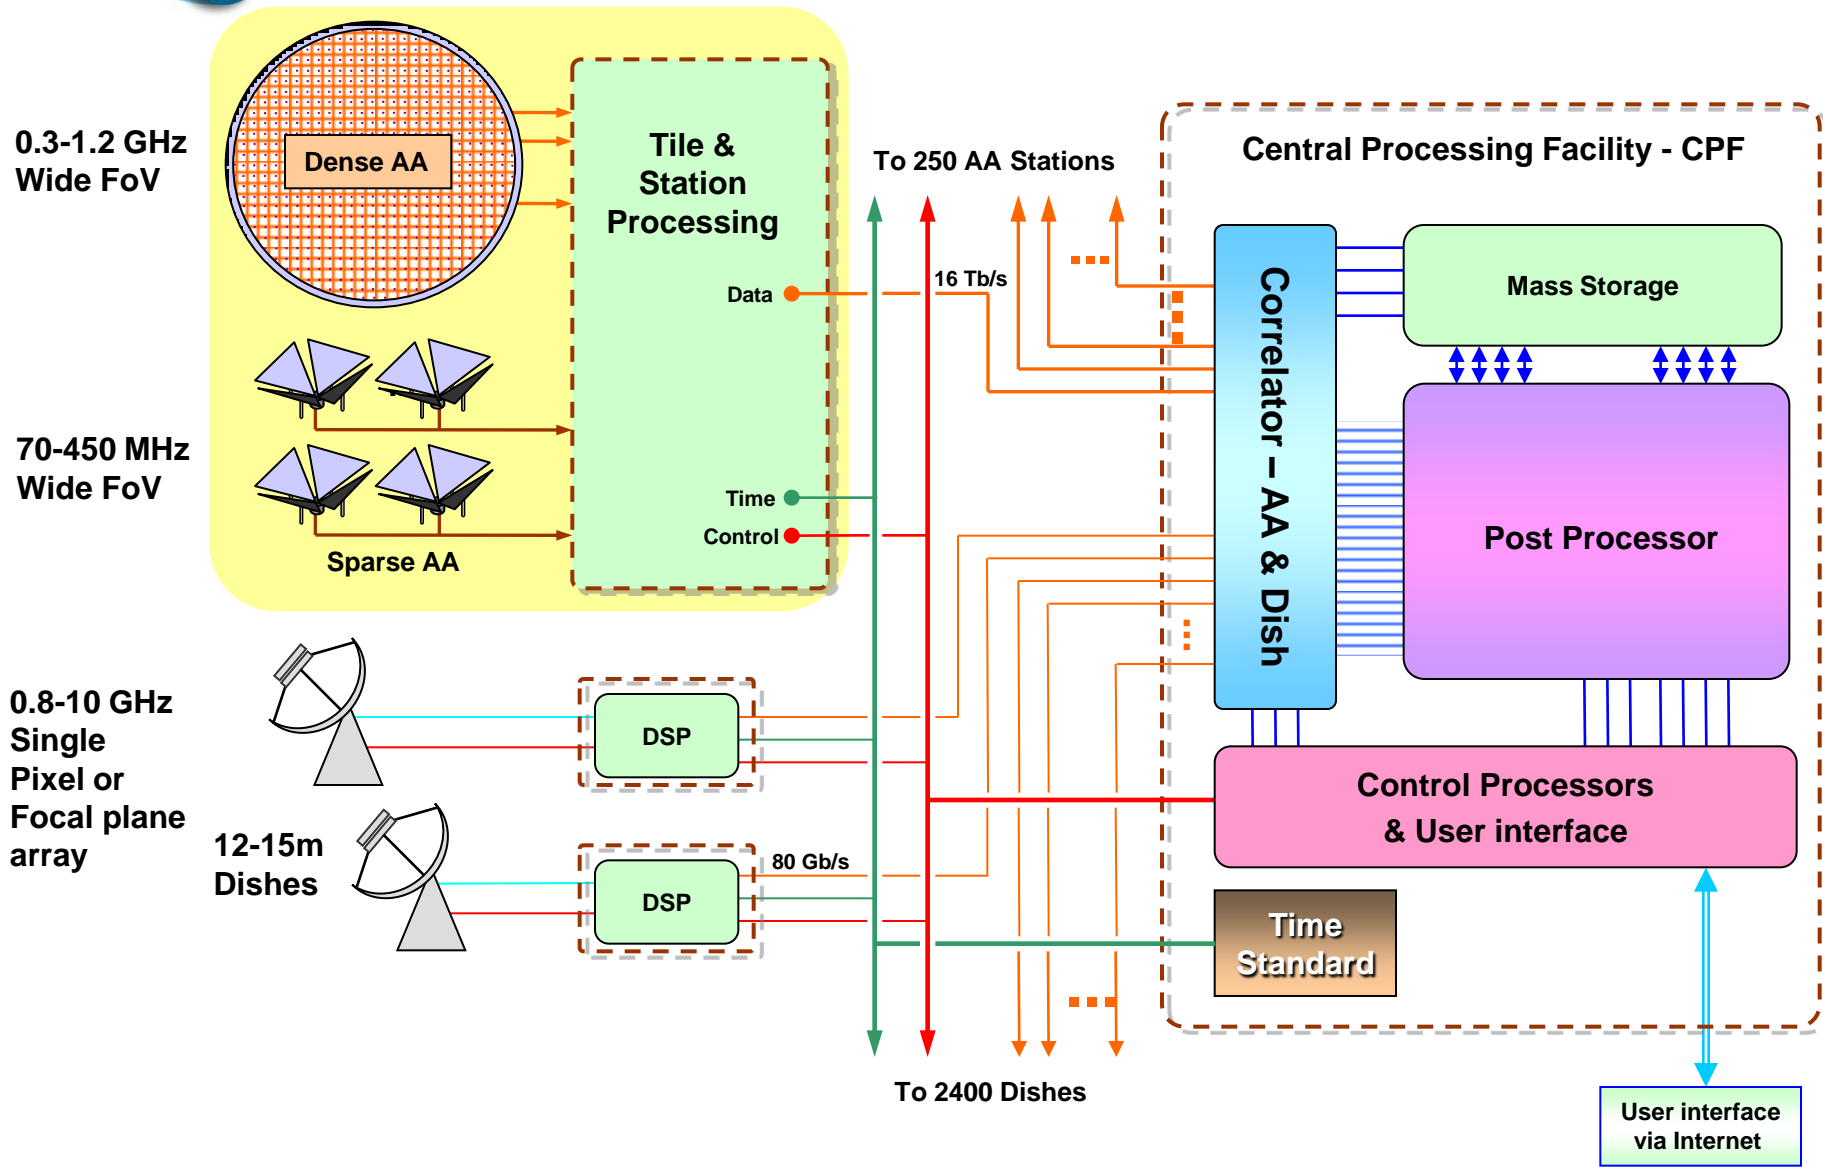 0.3-1.2 GHz
Wide FoV
Dense AA
Tile &
Station
Processing
Data
Time
Control
70-450 MHz
Wide FoV
Sparse AA
To 250 AA Stations
16 Tb/s
Central Processing Facility - CPF
Correlator – AA & Dish
Mass Storage
Post Processor
0.8-10 GHz
Single
Pixel or
Focal plane
array
12-15m
Dishes
DSP
DSP
80 Gb/s
Control Processors
& User interface
Time
Standard
To 2400 Dishes
User interface
via Internet